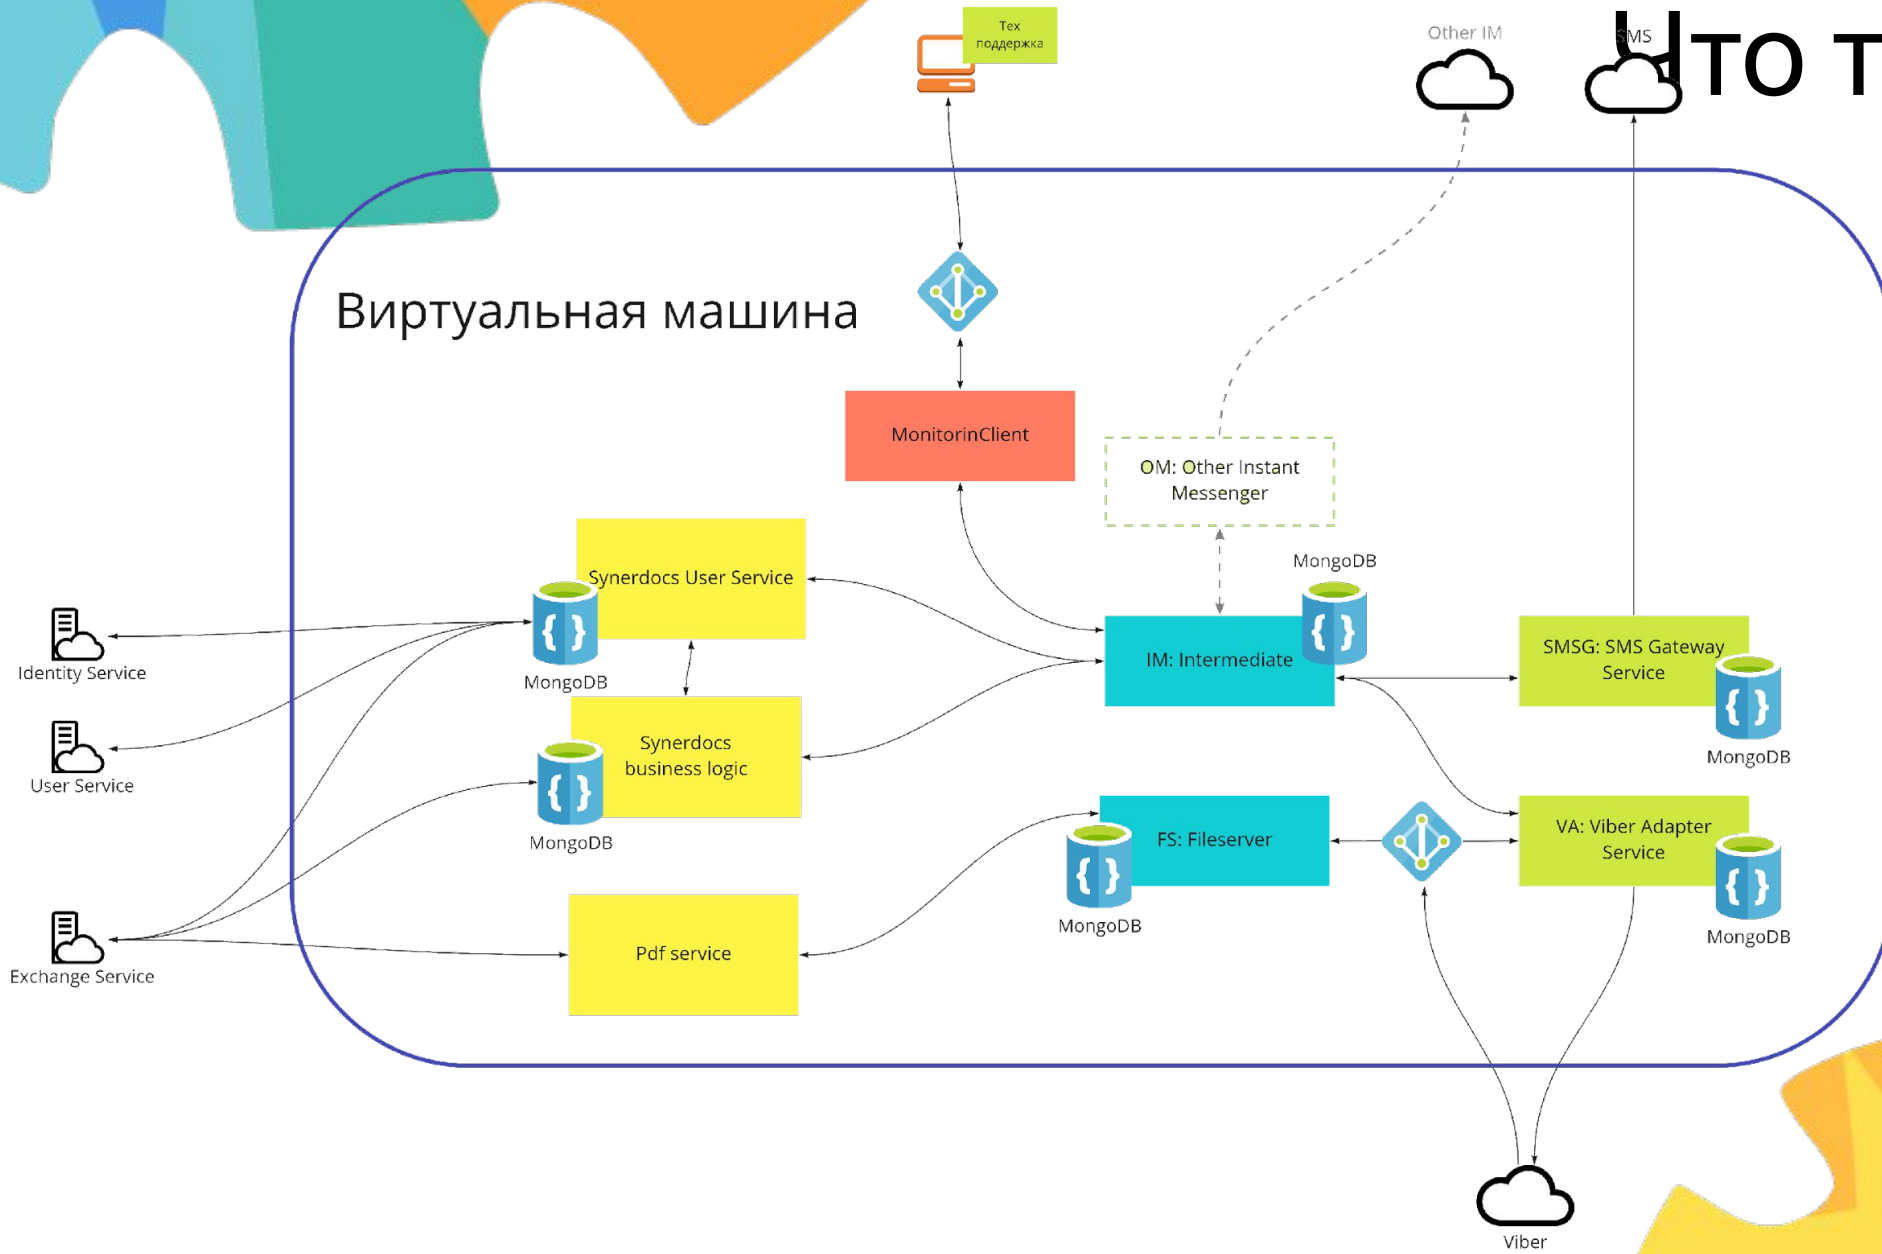 Тех
поддержка
Other IM
SMS
Что т
Виртуальная машина
MonitorinClient
OM: Other Instant
Messenger
MongoDB
Synerdocs User Service
MongoDB
IM: Intermediate
SMSG: SMS Gateway
Service
MongoDB
Identity Service
User Service
Synerdocs
business logic
MongoDB
FS: Fileserver
MongoDB
VA: Viber Adapter
Service
MongoDB
Exchange Service
Pdf service
Viber